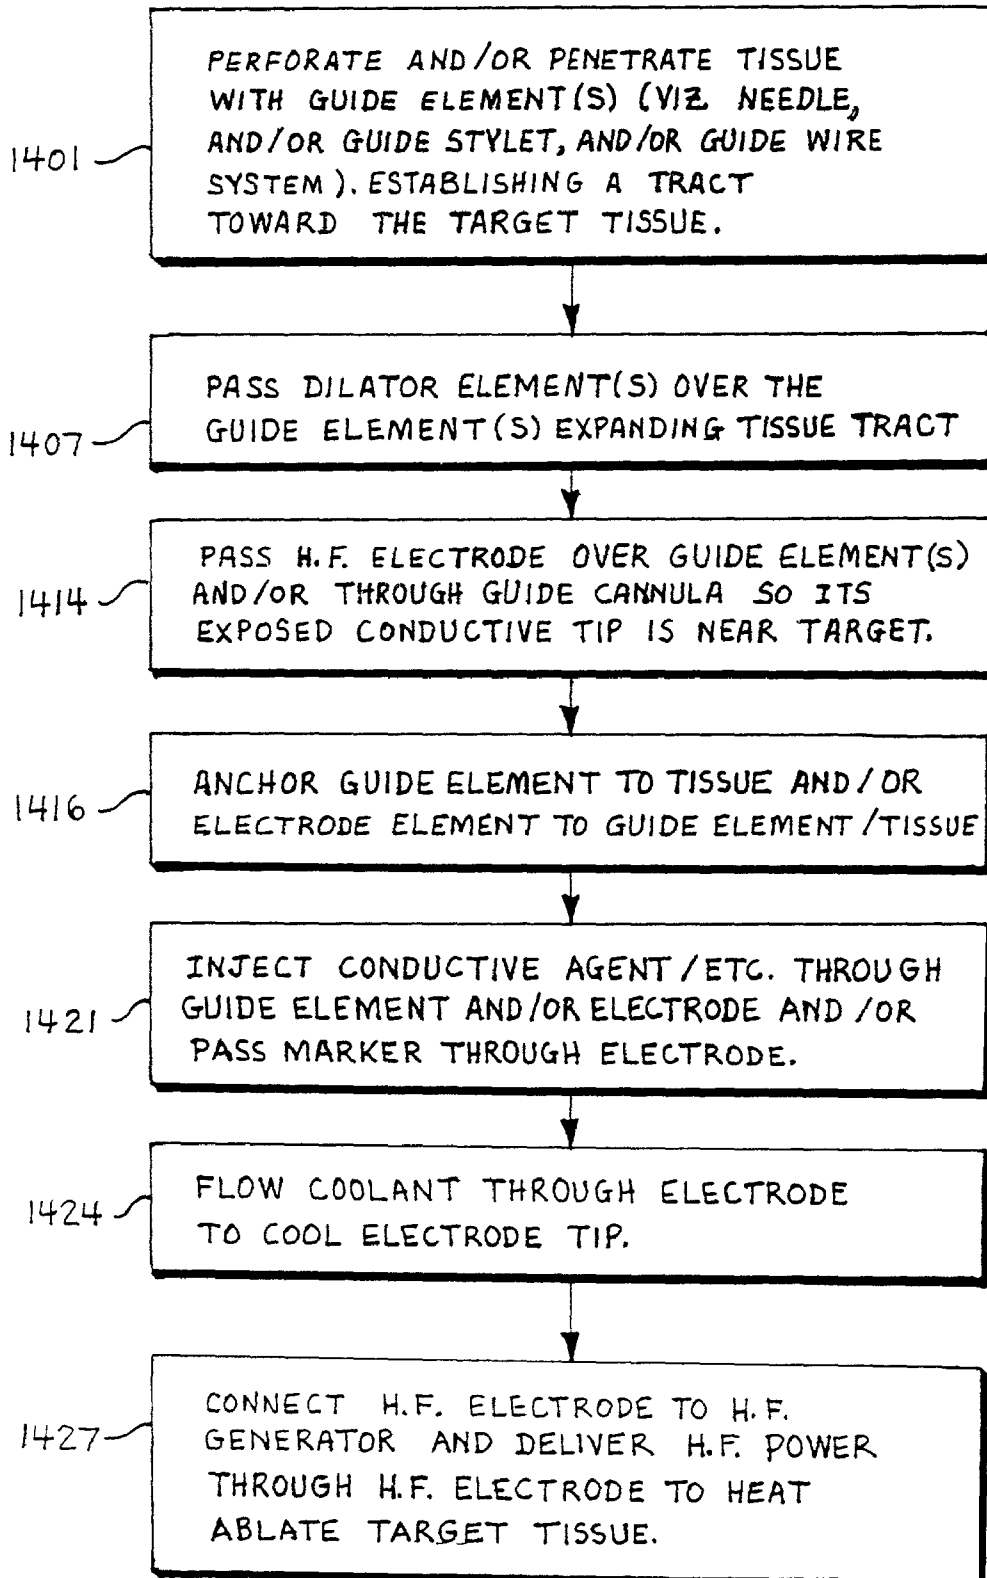 PERFORATE AND/OR PENETRATE TISSUE
WITH GUIDE ELEMENT(S) (VIZ. NEEDLE,
1401
AND/OR GUIDE STYLET, AND/OR GUIDE WIRE
SYSTEM). ESTABLISHING A TRACT
TOWARD THE TARGET TISSUE.
PASS DILATOR ELEMENT(S) OVER THE
1407
GUIDE ELEMENT(S) EXPANDING TISSUE TRACT
PASS H.F. ELECTRODE OVER GUIDE ELEMENT(S)
1414
AND/OR THROUGH GUIDE CANNULA SO ITS
EXPOSED CONDUCTIVE TIP IS NEAR TARGET.
1416
ANCHOR GUIDE ELEMENT TO TISSUE AND/OR
ELECTRODE ELEMENT TO GUIDE ELEMENT/TISSUE
INJECT CONDUCTIVE AGENT/ETC. THROUGH
1421
GUIDE ELEMENT AND/OR ELECTRODE AND/OR
PASS MARKER THROUGH ELECTRODE.
1424
FLOW COOLANT THROUGH ELECTRODE
TO COOL ELECTRODE TIP.
CONNECT H.F. ELECTRODE TO H.F.
1427
GENERATOR AND DELIVER H.F. POWER
THROUGH H.F. ELECTRODE TO HEAT
ABLATE TARGET TISSUE.